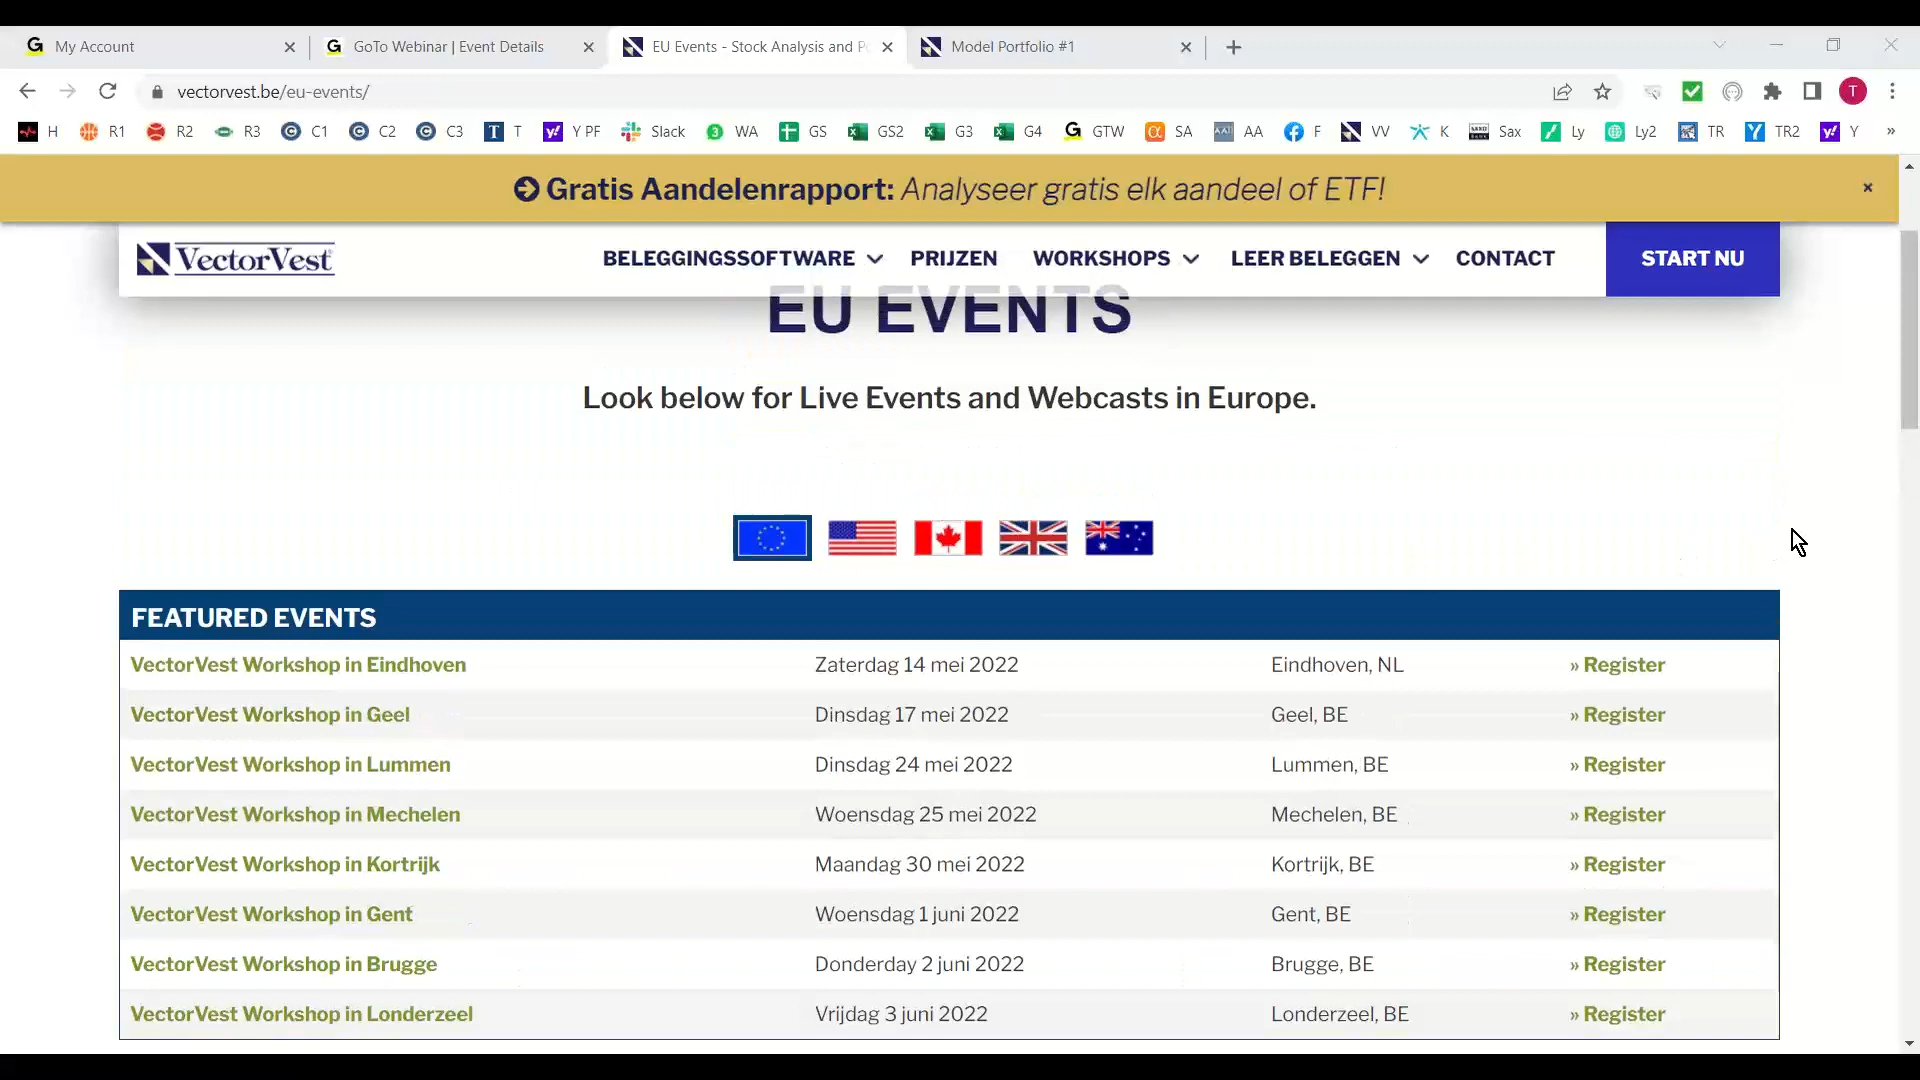 My Account
GoTo Webinar | Event Details
EU Events - Stock Analysis and Po
Model Portfolio #1
vectorvest.be/eu-events/
T
H R1 R2 R3 C1 C2 C3 T Y PF Slack WA GS GS2 G3 G4 GTW SA AA F VV K Sax Ly Ly2 TR TR2 Y »
Gratis Aandelenrapport: Analyseer gratis elk aandeel of ETF!
VectorVest BELEGGINGSSOFTWARE PRIJZEN WORKSHOPS LEER BELEGGEN CONTACT START NU
EU EVENTS
Look below for Live Events and Webcasts in Europe.
FEATURED EVENTS
VectorVest Workshop in Eindhoven Zaterdag 14 mei 2022 Eindhoven, NL » Register
VectorVest Workshop in Geel Dinsdag 17 mei 2022 Geel, BE » Register
VectorVest Workshop in Lummen Dinsdag 24 mei 2022 Lummen, BE » Register
VectorVest Workshop in Mechelen Woensdag 25 mei 2022 Mechelen, BE » Register
VectorVest Workshop in Kortrijk Maandag 30 mei 2022 Kortrijk, BE » Register
VectorVest Workshop in Gent Woensdag 1 juni 2022 Gent, BE » Register
VectorVest Workshop in Brugge Donderday 2 juni 2022 Brugge, BE » Register
VectorVest Workshop in Londerzeel Vrijdag 3 juni 2022 Londerzeel, BE » Register